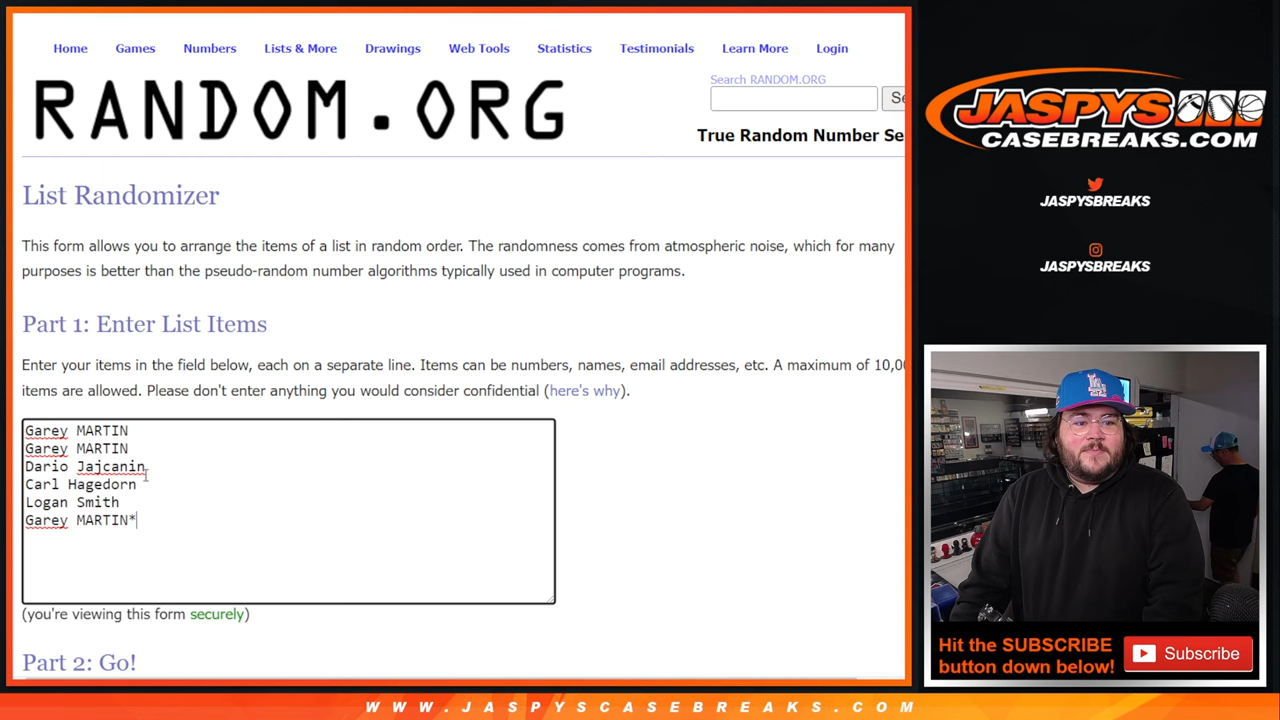 Home Games Numbers Lists & More Drawings Web Tools Statistics Testimonials Learn More Login
RANDOM.ORG
Search RANDOM.ORG
Se
True Random Number Se
List Randomizer
This form allows you to arrange the items of a list in random order. The randomness comes from atmospheric noise, which for many
purposes is better than the pseudo-random number algorithms typically used in computer programs.
Part 1: Enter List Items
Enter your items in the field below, each on a separate line. Items can be numbers, names, email addresses, etc. A maximum of 10,00
items are allowed. Please don't enter anything you would consider confidential (here's why).
Garey MARTIN
Garey MARTIN
Dario Jajcanin
Carl Hagedorn
Logan Smith
Garey MARTIN*
(you're viewing this form securely)
Part 2: Go!
JASPYS
CASEBREAKS.COM
JASPYSBREAKS
JASPYSBREAKS
LA
Hit the SUBSCRIBE
button down below!
Subscribe
WWW.JASPYSCASEBREAKS.COM